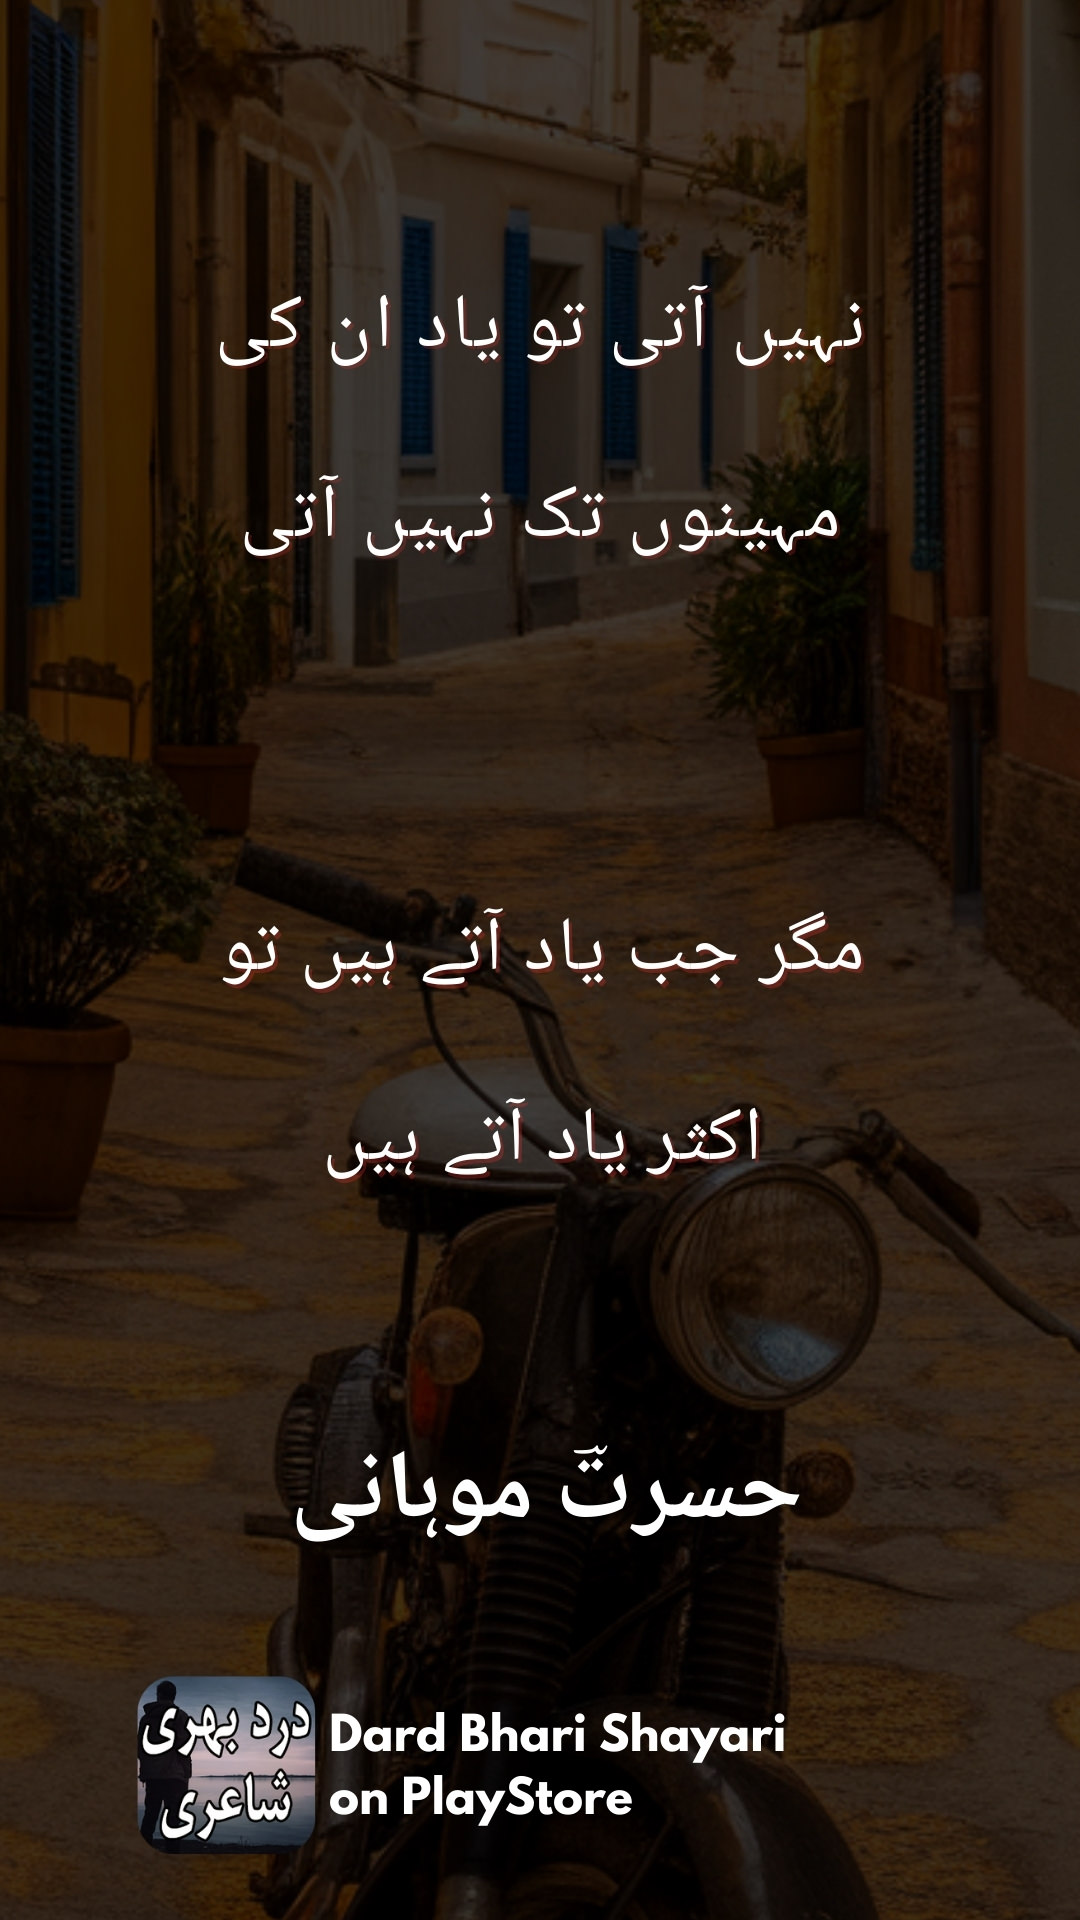 نہیں آتی تو یاد ان کی
مہینوں تک نہیں آتی
مگر جب یاد آتے ہیں تو
اکثر یاد آتے ہیں
حسرتؔ موہانی
درد بھری
شاعری
Dard Bhari Shayari
on PlayStore